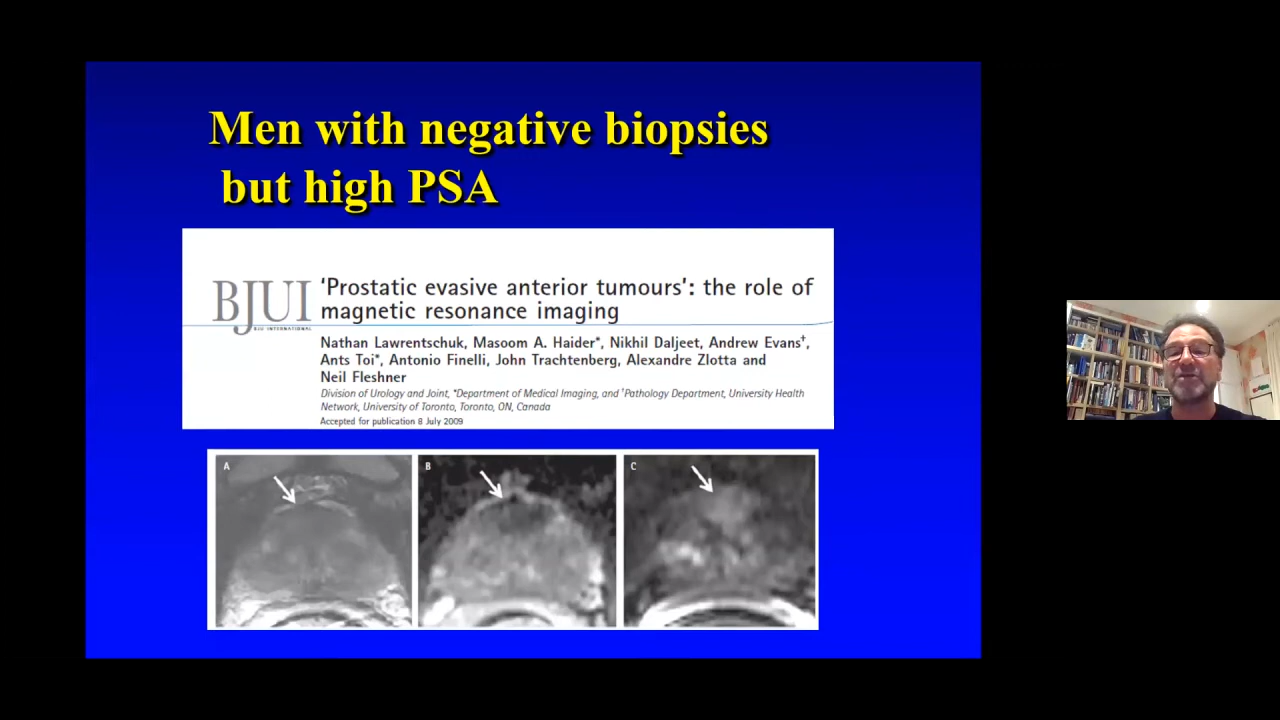 Men with negative biopsies
but high PSA
BJUI
BJU INTERNATIONAL
'Prostatic evasive anterior tumours': the role of
magnetic resonance imaging
Nathan Lawrentschuk, Masoom A. Haider*, Nikhil Daljeet, Andrew Evans†,
Ants Toi*, Antonio Finelli, John Trachtenberg, Alexandre Zlotta and
Neil Fleshner
Division of Urology and Joint, *Department of Medical Imaging, and †Pathology Department, University Health
Network, University of Toronto, Toronto, ON, Canada
Accepted for publication 8 July 2009
A
B
C